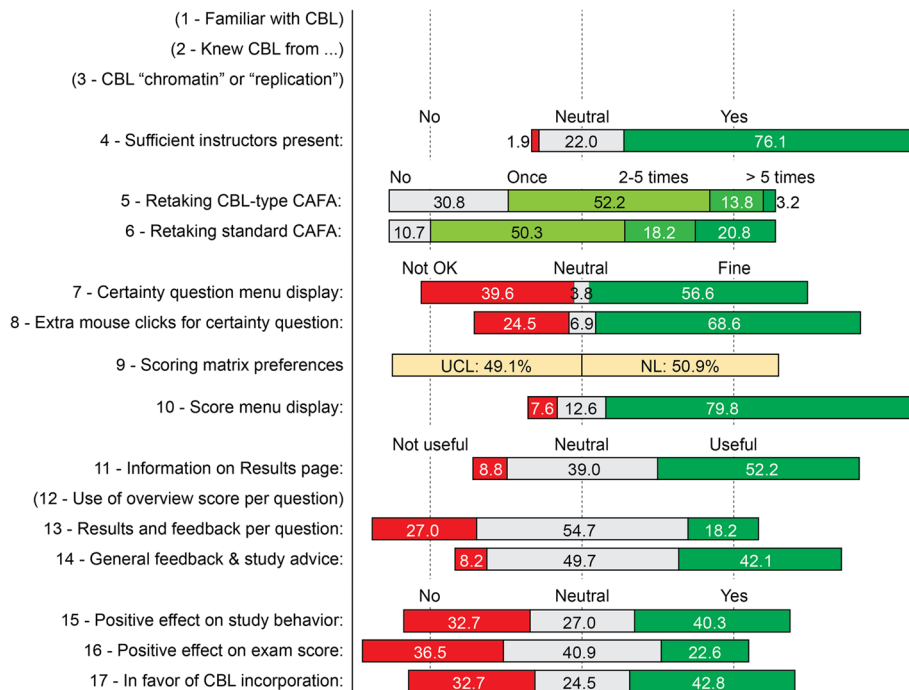 (1 - Familiar with CBL)
(2 - Knew CBL from ...)
(3 - CBL “chromatin” or “replication”)
No Neutral Yes
4 - Sufficient instructors present: 1.9 22.0 76.1
No Once 2-5 times > 5 times
5 - Retaking CBL-type CAFA: 30.8 52.2 13.8 3.2
6 - Retaking standard CAFA: 10.7 50.3 18.2 20.8
Not OK Neutral Fine
7 - Certainty question menu display: 39.6 3.8 56.6
8 - Extra mouse clicks for certainty question: 24.5 6.9 68.6
9 - Scoring matrix preferences UCL: 49.1% NL: 50.9%
10 - Score menu display: 7.6 12.6 79.8
Not useful Neutral Useful
11 - Information on Results page: 8.8 39.0 52.2
(12 - Use of overview score per question)
13 - Results and feedback per question: 27.0 54.7 18.2
14 - General feedback & study advice: 8.2 49.7 42.1
No Neutral Yes
15 - Positive effect on study behavior: 32.7 27.0 40.3
16 - Positive effect on exam score: 36.5 40.9 22.6
17 - In favor of CBL incorporation: 32.7 24.5 42.8